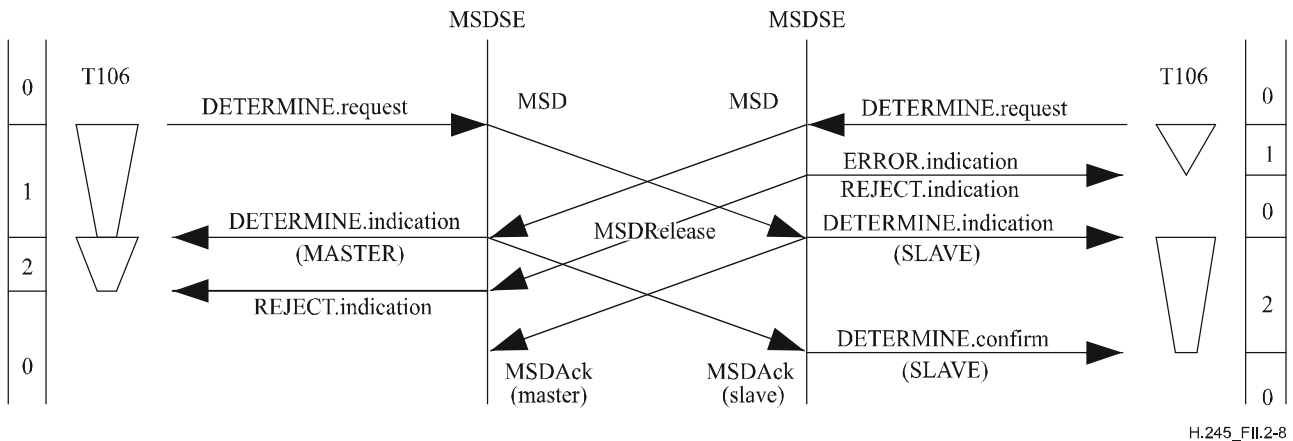 MSDSE MSDSE
T106 T106
0 0
MSD MSD
DETERMINE.request DETERMINE.request
ERROR.indication
1 1
REJECT.indication
0
DETERMINE.indication MSDRelease DETERMINE.indication
(MASTER) (SLAVE)
2
REJECT.indication
2
DETERMINE.confirm
0
MSDAck MSDAck (SLAVE)
(master) (slave)
0
H.245_FII.2-8